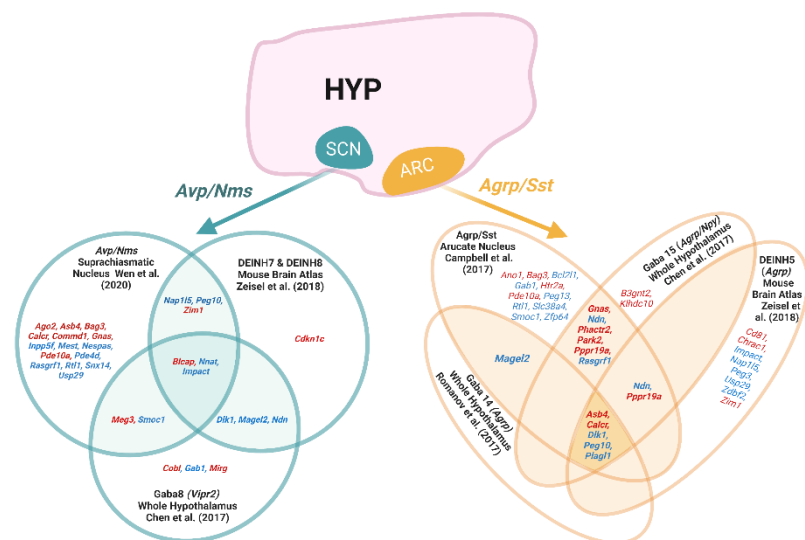 HYP
SCN
ARC
Avp/Nms
Agrp/Sst
Avp/Nms
Suprachiasmatic
Nucleus Wen et al.
(2020)
Ago2, Asb4, Bag3,
Calcr, Commd1, Gnas,
Inpp5f, Mest, Nespas,
Pde10a, Pde4d,
Rasgrf1, Rtl1, Snx14,
Usp29
DEINH7 & DEINH8
Mouse Brain Atlas
Zeisel et al. (2018)
Nap1l5, Peg10,
Zim1
Cdkn1c
Blcap, Nnat,
Impact
Meg3, Smoc1
Dlk1, Magel2, Ndn
Cobl, Gab1, Mirg
Gaba8 (Vipr2)
Whole Hypothalamus
Chen et al. (2017)
Agrp/Sst
Arucate Nucleus
Campbell et al.
(2017)
Ano1, Bag3, Bcl2l1,
Gab1, Htr2a,
Pde10a, Peg13,
Rtl1, Slc38a4,
Smoc1, Zfp64
Gaba 15 (Agrp/Npy)
Whole Hypothalamus
Chen et al. (2017)
B3gnt2,
Klhdc10
DEINH5
(Agrp)
Mouse
Brain Atlas
Zeisel et
al. (2018)
Cd81,
Chrac1,
Impact,
Nap1l5,
Peg3,
Usp29,
Zdbf2,
Zim1
Gnas,
Ndn,
Phactr2,
Park2,
Pppr19a,
Rasgrf1
Magel2
Ndn,
Pppr19a
Gaba 14 (Agrp)
Whole Hypothalamus
Romanov et al.
(2017)
Asb4,
Calcr,
Dlk1,
Peg10,
Plagl1